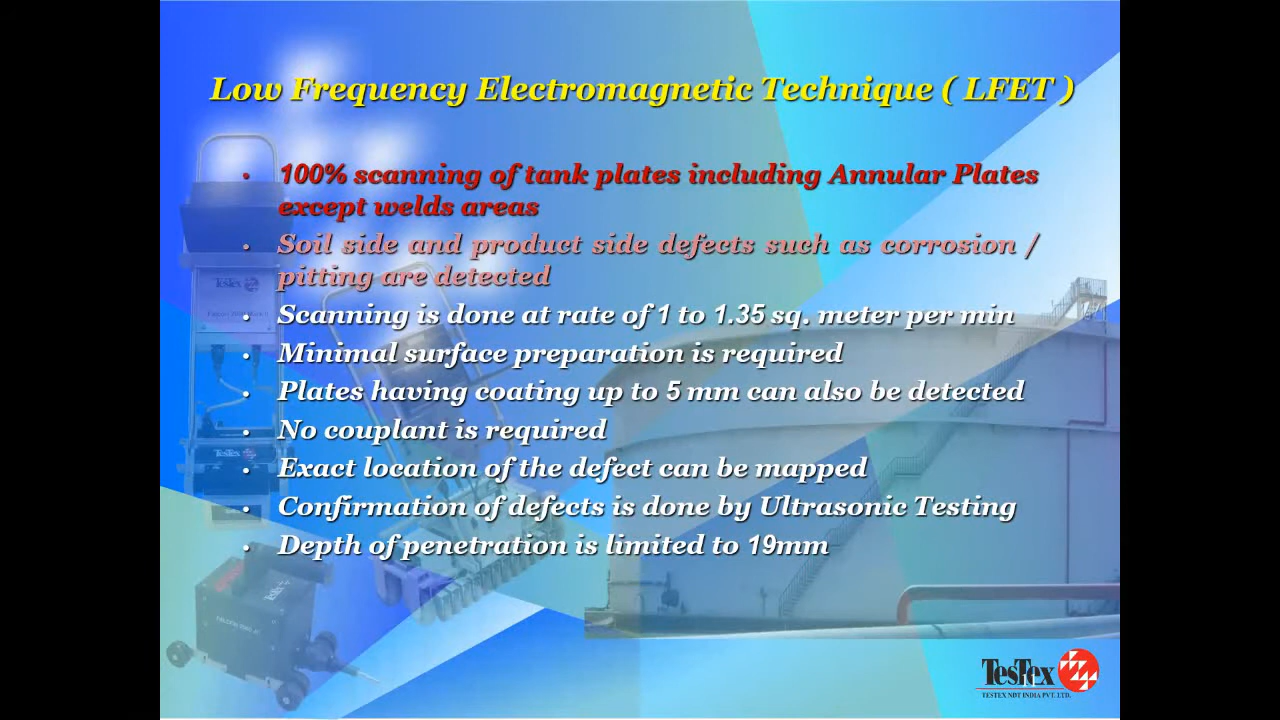 Low Frequency Electromagnetic Technique ( LFET )
• 100% scanning of tank plates including Annular Plates
except welds areas
• Soil side and product side defects such as corrosion /
pitting are detected
• Scanning is done at rate of 1 to 1.35 sq. meter per min
• Minimal surface preparation is required
• Plates having coating up to 5 mm can also be detected
• No couplant is required
• Exact location of the defect can be mapped
• Confirmation of defects is done by Ultrasonic Testing
• Depth of penetration is limited to 19mm
TesTex
TesTex
TesTex
TESTEX NDT INDIA PVT. LTD.